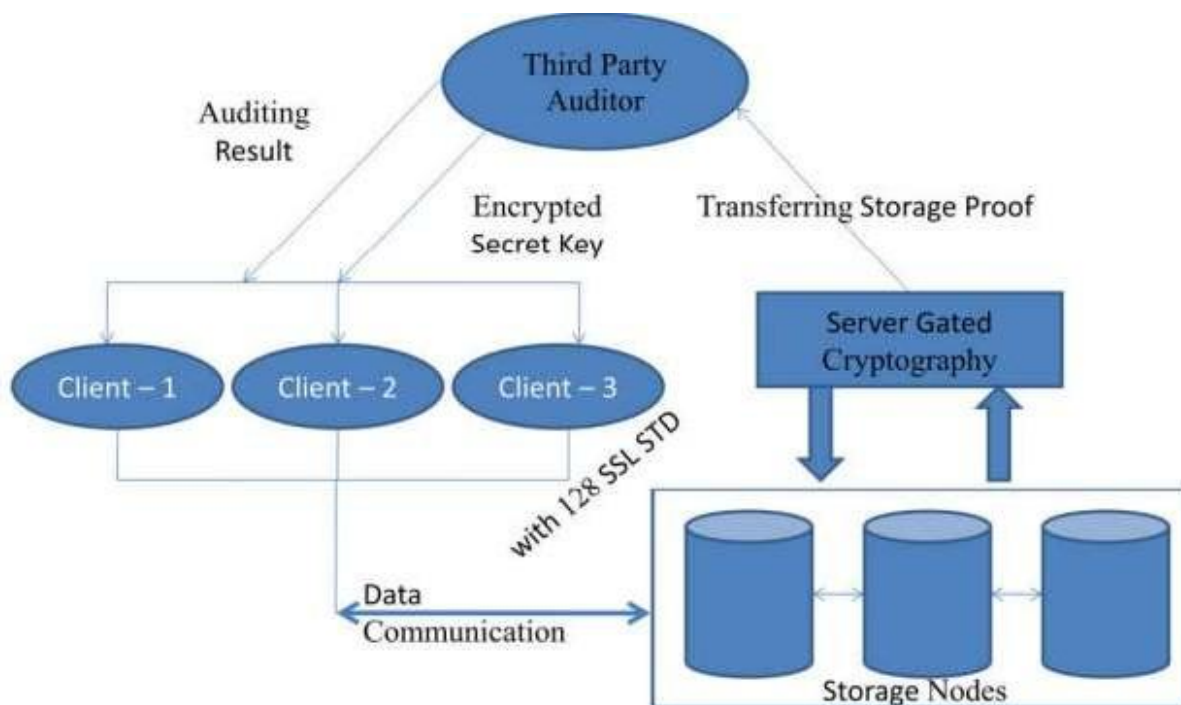 Third Party
Auditor
Auditing
Result
Encrypted
Secret Key
Transferring Storage Proof
Server Gated
Cryptography
Client – 1
Client – 2
Client – 3
with 128 SSL STD
Data
Communication
Storage Nodes